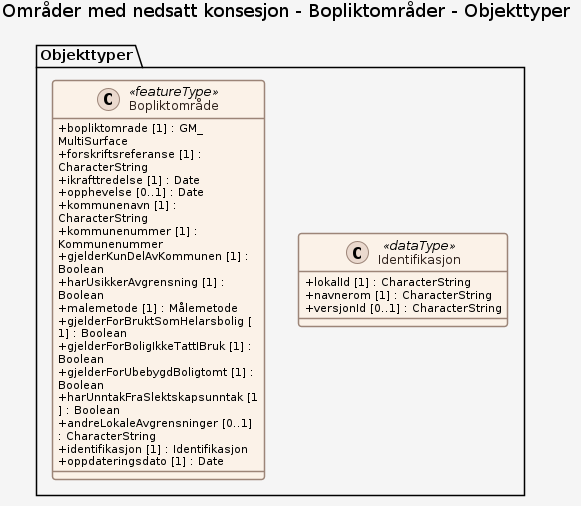 Områder med nedsatt konsesjon - Bopliktområder - Objekttyper
Objekttyper
«featureType»
C
Bopliktområde
+bopliktomrade [1] : GM_
MultiSurface
+forskriftsreferanse [1] :
CharacterString
+ikrafttredelse [1] : Date
+opphevelse [0..1] : Date
+kommunenavn [1] :
CharacterString
+kommunenummer [1] :
Kommunenummer
+gjelderKunDelAvKommunen [1] :
Boolean
+harUsikkerAvgrensning [1] :
Boolean
+malemetode [1] : Målemetode
+gjelderForBruktSomHelarsbolig [
1] : Boolean
+gjelderForBoligIkkeTattIBruk [1] :
Boolean
+gjelderForUbebygdBoligtomt [1] :
Boolean
+harUnntakFraSlektskapsunntak [1
] : Boolean
+andreLokaleAvgrensninger [0..1]
: CharacterString
+identifikasjon [1] : Identifikasjon
+oppdateringsdato [1] : Date
«dataType»
C
Identifikasjon
+lokalId [1] : CharacterString
+navnerom [1] : CharacterString
+versjonId [0..1] : CharacterString